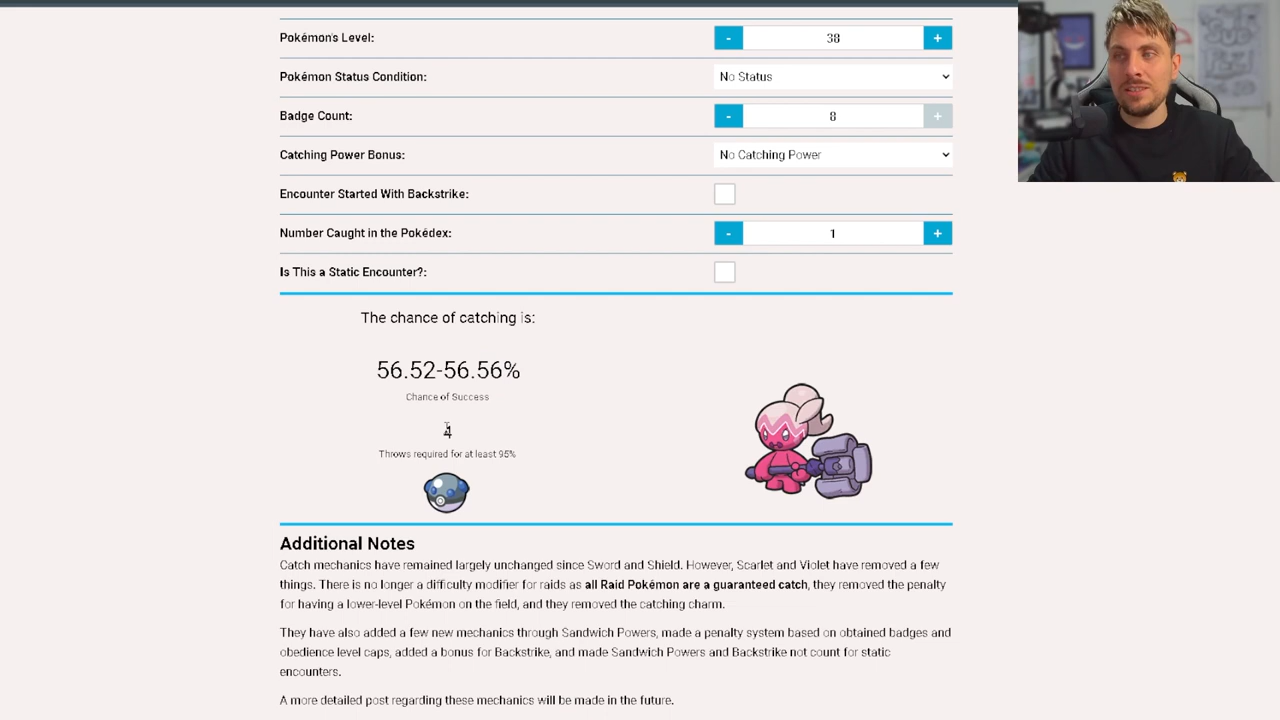 Pokémon's Level:
- 38 +
Pokémon Status Condition:
No Status
Badge Count:
- 8 +
Catching Power Bonus:
No Catching Power
Encounter Started With Backstrike:
Number Caught in the Pokédex:
- 1 +
Is This a Static Encounter?:
The chance of catching is:
56.52-56.56%
Chance of Success
4
Throws required for at least 95%
Additional Notes
Catch mechanics have remained largely unchanged since Sword and Shield. However, Scarlet and Violet have removed a few
things. There is no longer a difficulty modifier for raids as all Raid Pokémon are a guaranteed catch, they removed the penalty
for having a lower-level Pokémon on the field, and they removed the catching charm.
They have also added a few new mechanics through Sandwich Powers, made a penalty system based on obtained badges and
obedience level caps, added a bonus for Backstrike, and made Sandwich Powers and Backstrike not count for static
encounters.
A more detailed post regarding these mechanics will be made in the future.